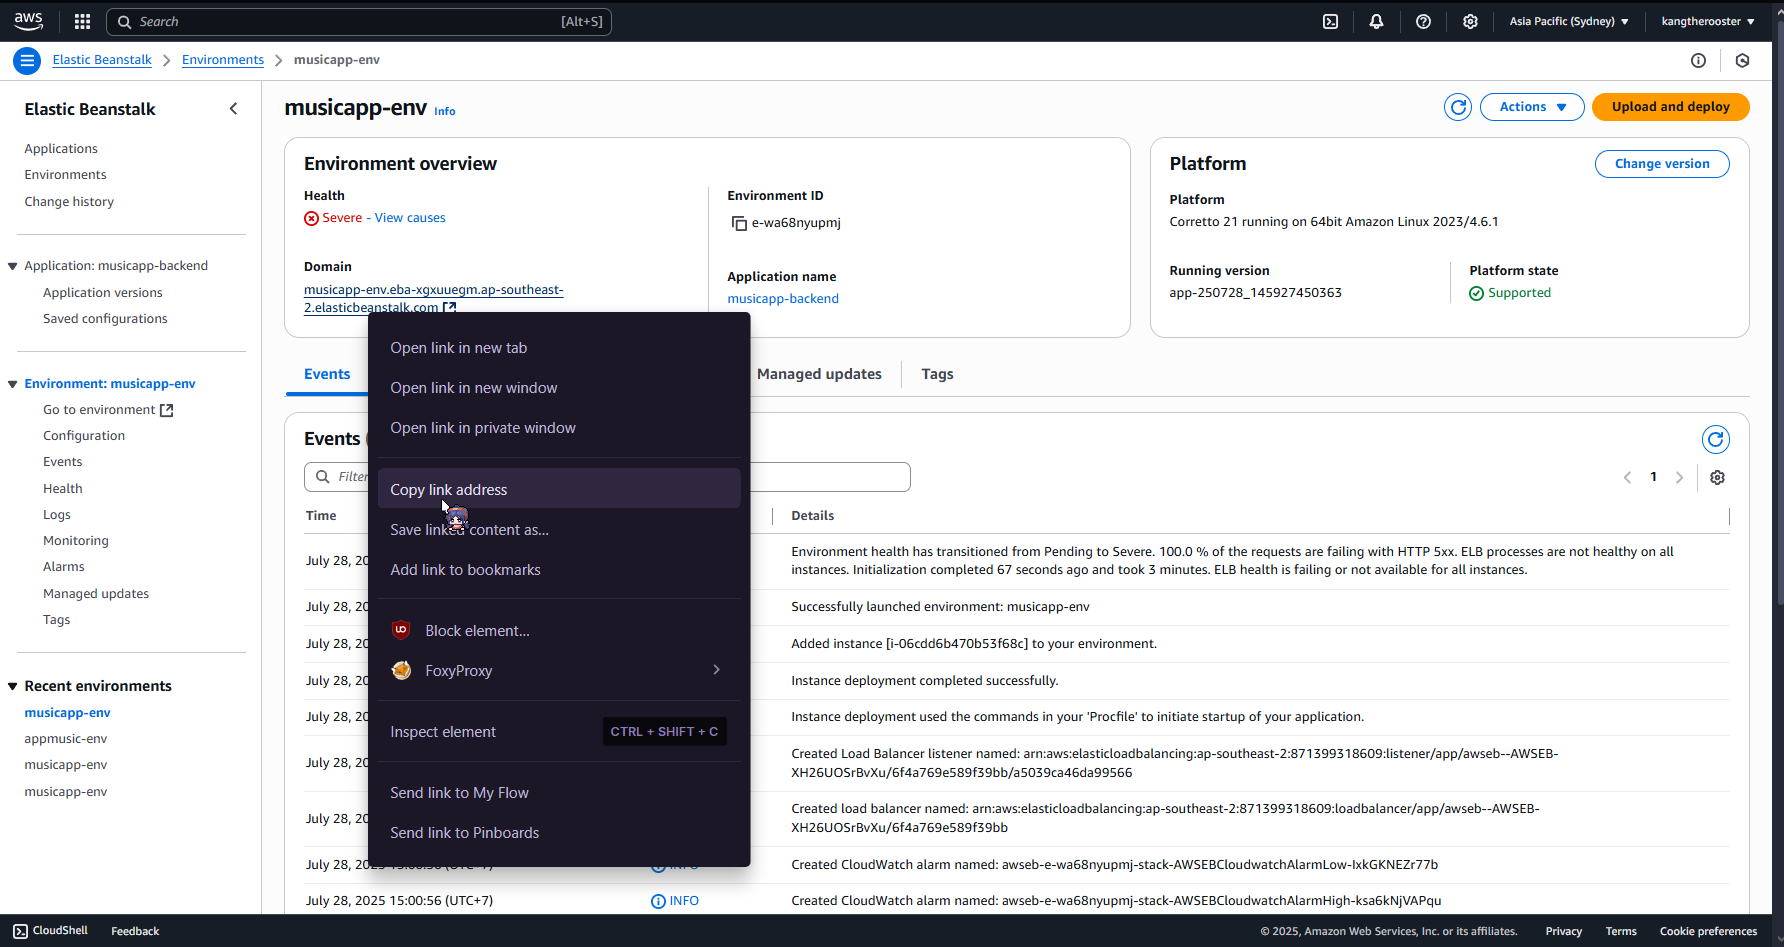 aws
Search
[Alt+S]
Asia Pacific (Sydney)
kangtherooster
Elastic Beanstalk
Environments
musicapp-env
Elastic Beanstalk
Applications
Environments
Change history
Application: musicapp-backend
Application versions
Saved configurations
Environment: musicapp-env
Go to environment
Configuration
Events
Health
Logs
Monitoring
Alarms
Managed updates
Tags
Recent environments
musicapp-env
appmusic-env
musicapp-env
musicapp-env
musicapp-env Info
Actions
Upload and deploy
Environment overview
Health
Severe - View causes
Domain
musicapp-env.eba-xgxuuegm.ap-southeast-
2.elasticbeanstalk.com
Environment ID
e-wa68nyupmj
Application name
musicapp-backend
Platform
Change version
Platform
Corretto 21 running on 64bit Amazon Linux 2023/4.6.1
Running version
app-250728_145927450363
Platform state
Supported
Events
Managed updates
Tags
Open link in new tab
Open link in new window
Open link in private window
Copy link address
Save linked content as...
Add link to bookmarks
Block element...
FoxyProxy
Inspect element
CTRL + SHIFT + C
Send link to My Flow
Send link to Pinboards
Events
Filter
1
Time
Details
July 28, 20
Environment health has transitioned from Pending to Severe. 100.0 % of the requests are failing with HTTP 5xx. ELB processes are not healthy on all
instances. Initialization completed 67 seconds ago and took 3 minutes. ELB health is failing or not available for all instances.
July 28, 20
Successfully launched environment: musicapp-env
July 28, 20
Added instance [i-06cdd6b470b53f68c] to your environment.
July 28, 20
Instance deployment completed successfully.
July 28, 20
Instance deployment used the commands in your 'Procfile' to initiate startup of your application.
July 28, 20
Created Load Balancer listener named: arn:aws:elasticloadbalancing:ap-southeast-2:871399318609:listener/app/awseb--AWSEB-
XH26UOSrBvXu/6f4a769e589f39bb/a5039ca46da99566
July 28, 20
Created load balancer named: arn:aws:elasticloadbalancing:ap-southeast-2:871399318609:loadbalancer/app/awseb--AWSEB-
XH26UOSrBvXu/6f4a769e589f39bb
July 28, 2025 15:00:56 (UTC+7)
INFO
Created CloudWatch alarm named: awseb-e-wa68nyupmj-stack-AWSEBCloudwatchAlarmLow-IxkGKNEZr77b
July 28, 2025 15:00:56 (UTC+7)
INFO
Created CloudWatch alarm named: awseb-e-wa68nyupmj-stack-AWSEBCloudwatchAlarmHigh-ksa6kNjVAPqu
CloudShell
Feedback
© 2025, Amazon Web Services, Inc. or its affiliates.
Privacy
Terms
Cookie preferences